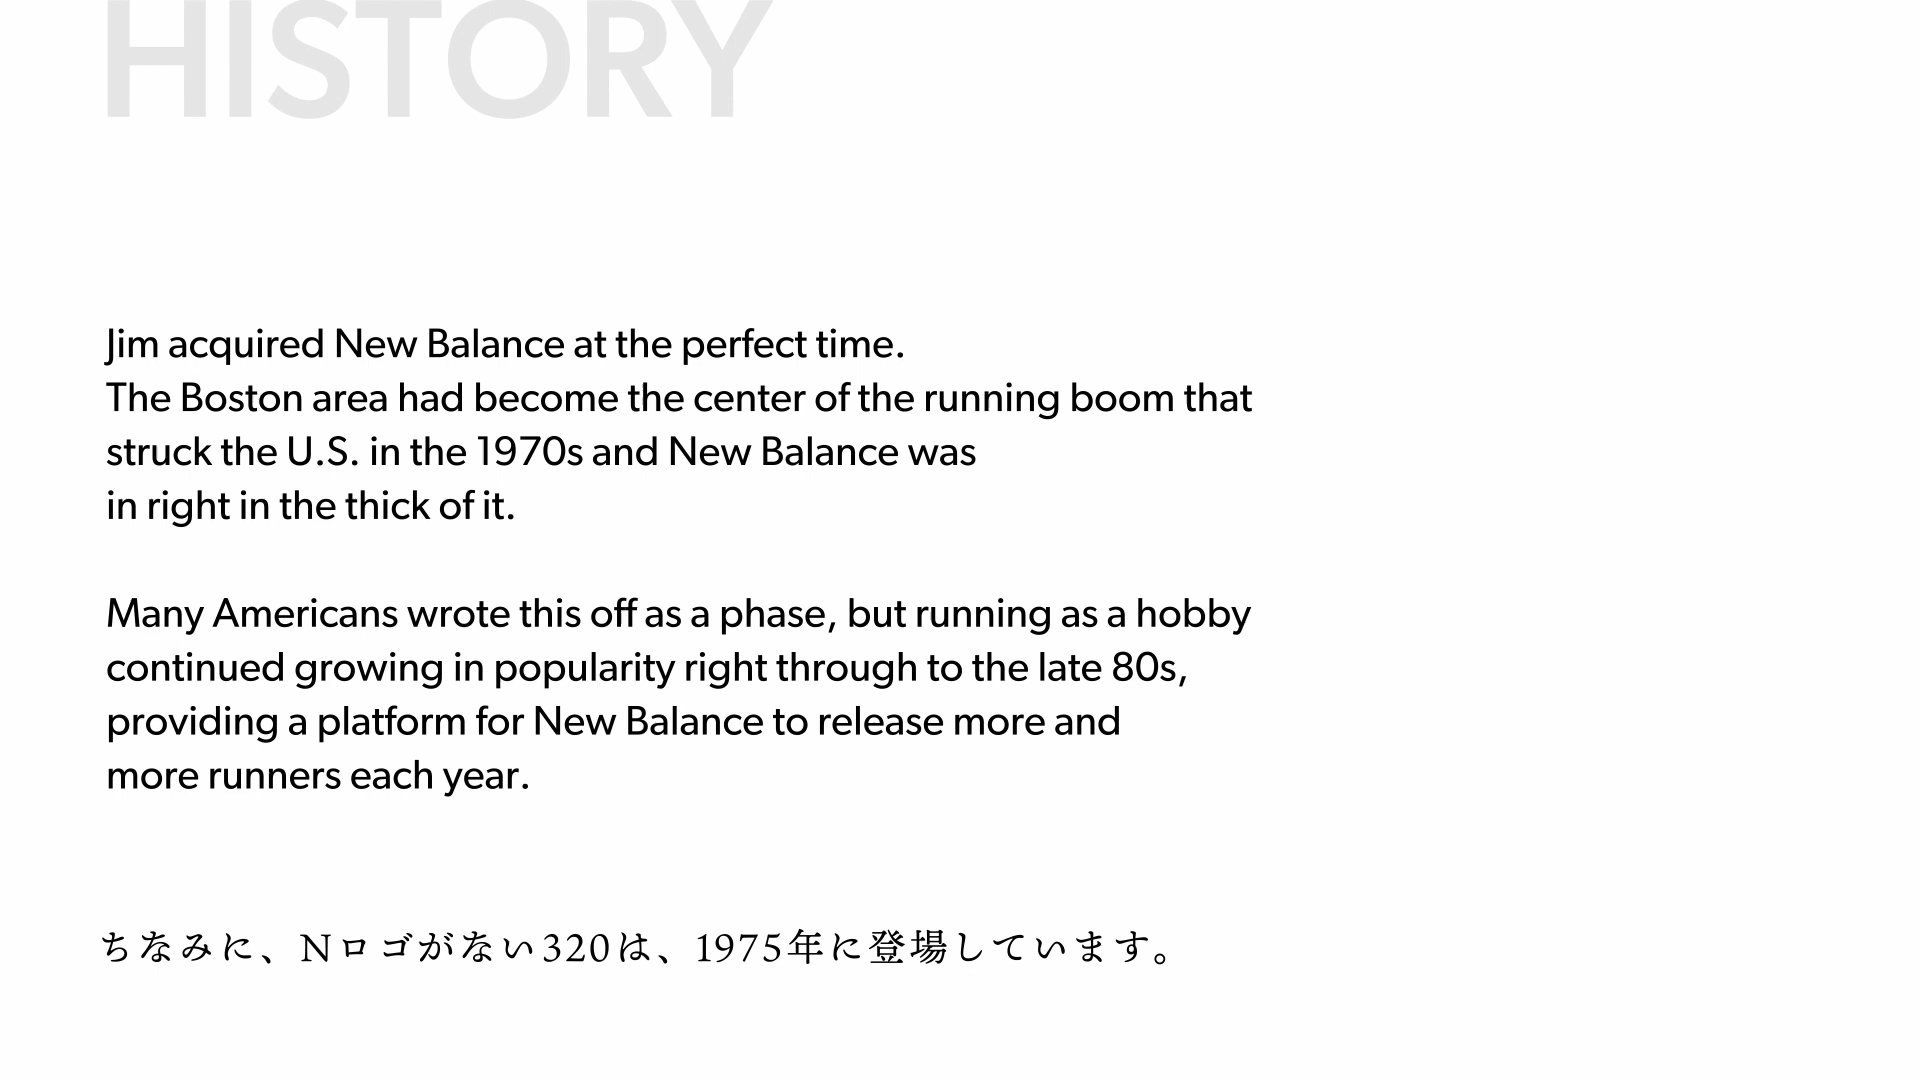 HISTORY
Jim acquired New Balance at the perfect time.
The Boston area had become the center of the running boom that
struck the U.S. in the 1970s and New Balance was
in right in the thick of it.
Many Americans wrote this off as a phase, but running as a hobby
continued growing in popularity right through to the late 80s,
providing a platform for New Balance to release more and
more runners each year.
ちなみに、Nロゴがない320は、1975年に登場しています。